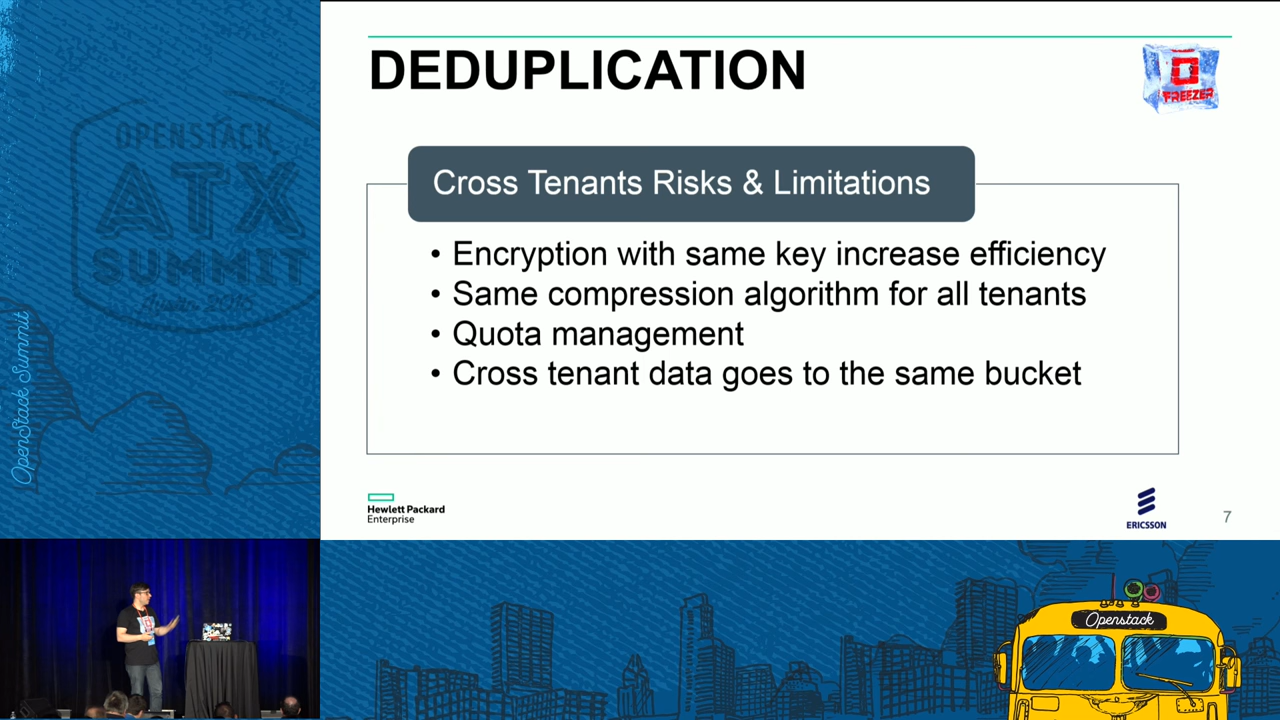 OPENSTACK
ATX
SUMMIT
Austin 2016
OpenStack Summit
DEDUPLICATION
FREEZER
Cross Tenants Risks & Limitations
• Encryption with same key increase efficiency
• Same compression algorithm for all tenants
• Quota management
• Cross tenant data goes to the same bucket
Hewlett Packard
Enterprise
ERICSSON
7
Openstack